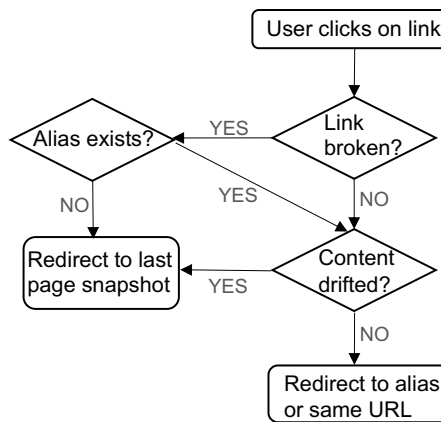 User clicks on link
YES
Alias exists?
Link
broken?
NO
YES
NO
Redirect to last
page snapshot
YES
Content
drifted?
NO
Redirect to alias
or same URL